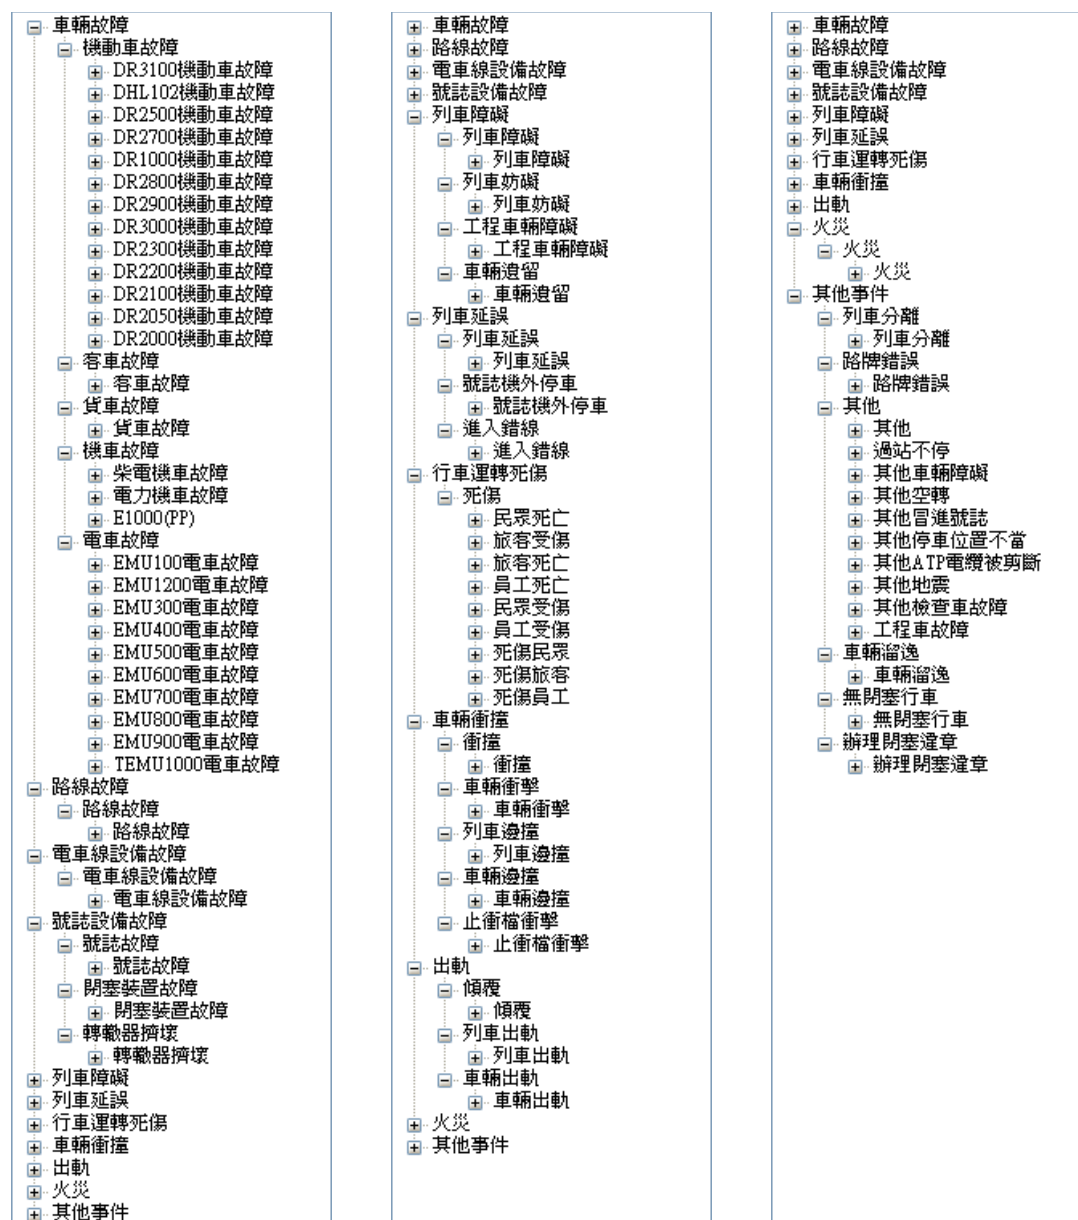 車輛故障
機動車故障
DR3100機動車故障
DHL102機動車故障
DR2500機動車故障
DR2700機動車故障
DR1000機動車故障
DR2800機動車故障
DR2900機動車故障
DR3000機動車故障
DR2300機動車故障
DR2200機動車故障
DR2100機動車故障
DR2050機動車故障
DR2000機動車故障
客車故障
客車故障
貨車故障
貨車故障
機車故障
柴電機車故障
電力機車故障
E1000(PP)
電車故障
EMU100電車故障
EMU1200電車故障
EMU300電車故障
EMU400電車故障
EMU500電車故障
EMU600電車故障
EMU700電車故障
EMU800電車故障
EMU900電車故障
TEMU1000電車故障
路線故障
路線故障
路線故障
電車線設備故障
電車線設備故障
電車線設備故障
號誌設備故障
號誌故障
號誌故障
閉塞裝置故障
閉塞裝置故障
轉轍器擠壞
轉轍器擠壞
列車障礙
列車延誤
行車運轉死傷
車輛衝撞
出軌
火災
其他事件
車輛故障
路線故障
電車線設備故障
號誌設備故障
列車障礙
列車障礙
列車障礙
列車妨礙
列車妨礙
工程車輛障礙
工程車輛障礙
車輛遺留
車輛遺留
列車延誤
列車延誤
列車延誤
號誌機外停車
號誌機外停車
進入錯線
進入錯線
行車運轉死傷
死傷
民眾死亡
旅客受傷
旅客死亡
員工死亡
民眾受傷
員工受傷
死傷民眾
死傷旅客
死傷員工
車輛衝撞
衝撞
衝撞
車輛衝擊
車輛衝擊
列車邊撞
列車邊撞
車輛邊撞
車輛邊撞
止衝檔衝擊
止衝檔衝擊
出軌
傾覆
傾覆
列車出軌
列車出軌
車輛出軌
車輛出軌
火災
其他事件
車輛故障
路線故障
電車線設備故障
號誌設備故障
列車障礙
列車延誤
行車運轉死傷
車輛衝撞
出軌
火災
火災
火災
其他事件
列車分離
列車分離
路牌錯誤
路牌錯誤
其他
其他
過站不停
其他車輛障礙
其他空轉
其他冒進號誌
其他停車位置不當
其他ATP電纜被剪斷
其他地震
其他檢查車故障
工程車故障
車輛溜逸
車輛溜逸
無閉塞行車
無閉塞行車
辦理閉塞違章
辦理閉塞違章